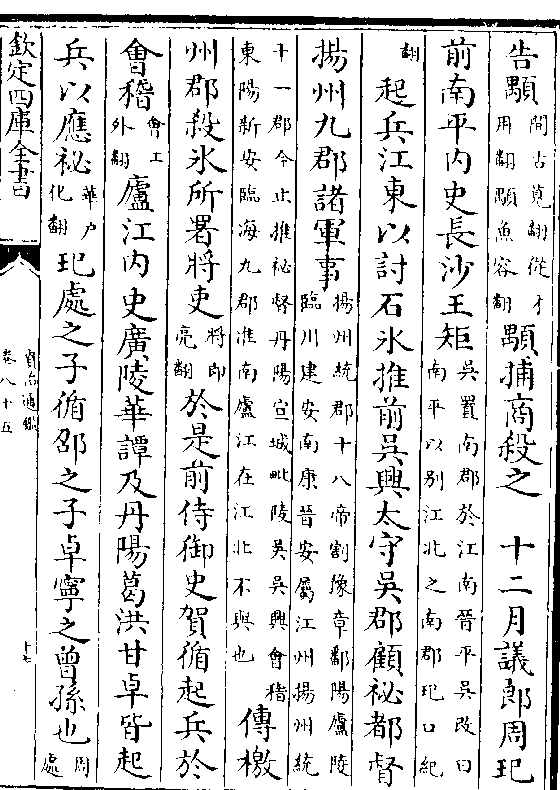 告顒間古莧翻從才用翻顒魚容翻顒捕商殺之　十二月議郎周玘
前南平内史長沙王矩吳置南郡於江南晉平吳改曰南平以别江北之南郡玘口紀
翻起兵江東以討石氷推前吳興太守吳郡顧祕都督
揚州九郡諸軍事揚州統郡十八帝割豫章鄱陽廬陵臨川建安南康晉安屬江州揚州統
十一郡今止推祕督丹陽宣城毗陵吳吳興會稽東陽新安臨海九郡淮南廬江在江北不與也傳檄
州郡殺氷所署將吏將即亮翻於是前侍御史賀循起兵於
會稽會工外翻廬江内史廣陵華譚及丹陽葛洪甘卓皆起
兵以應祕華户化翻玘處之子循邵之子卓寧之曾孫也周處
欽定四庫全書
資治通鑑
卷八十五
十七